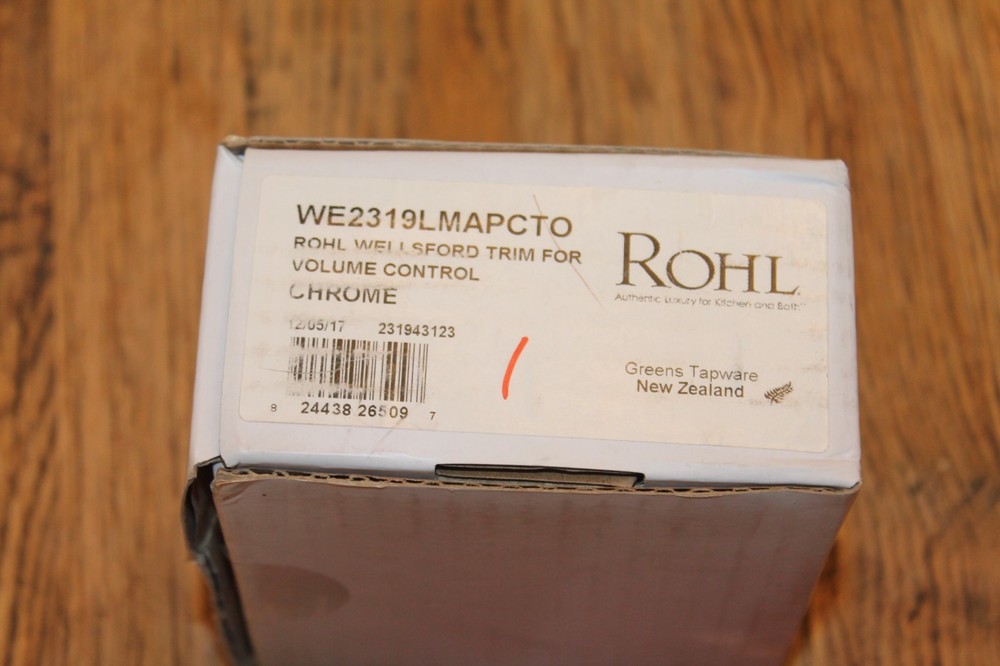 WE2319LMAPCTO
ROHL WELLSFORD TRIM FOR
VOLUME CONTROL
CHROME
12/05/17 231943123
8 24438 26509 7
ROHL
Authentic Luxury for Kitchen and Bath™
Greens Tapware
New Zealand